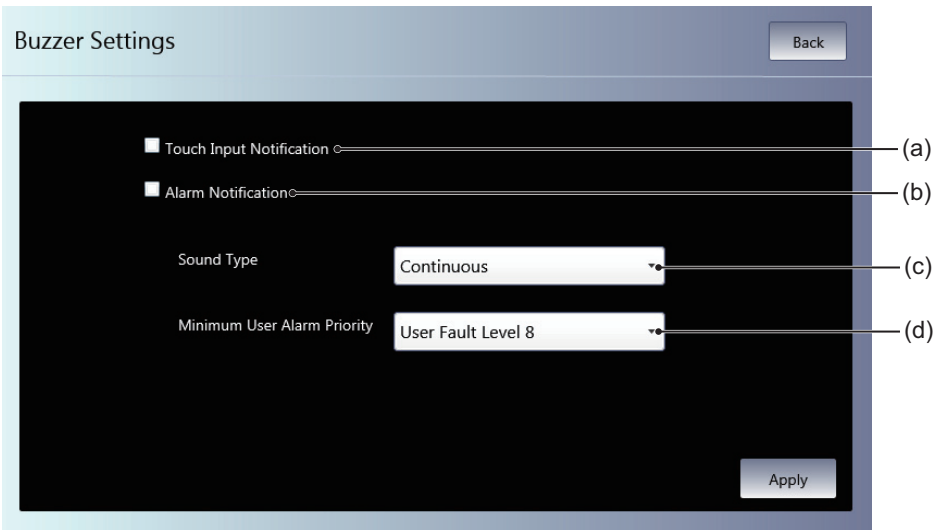 Buzzer Settings
Back
Touch Input Notification
(a)
Alarm Notification
(b)
Sound Type
Continuous
(c)
Minimum User Alarm Priority
User Fault Level 8
(d)
Apply